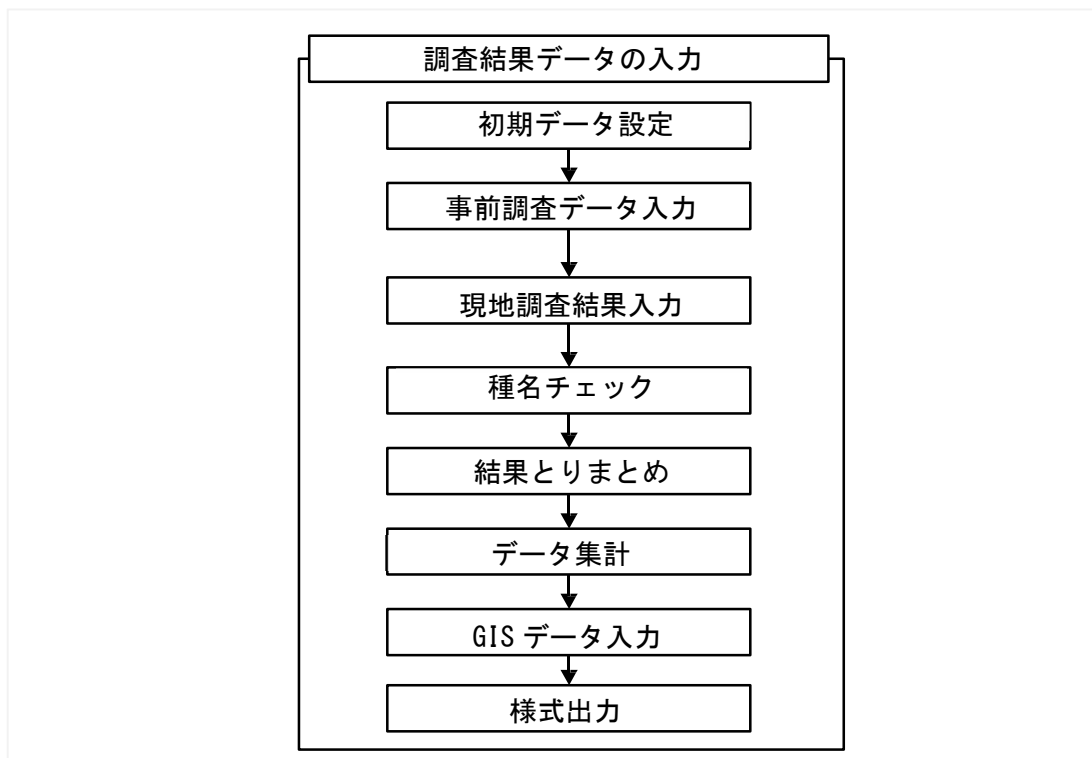 調査結果データの入力
初期データ設定
事前調査データ入力
現地調査結果入力
種名チェック
結果とりまとめ
データ集計
GIS データ入力
様式出力